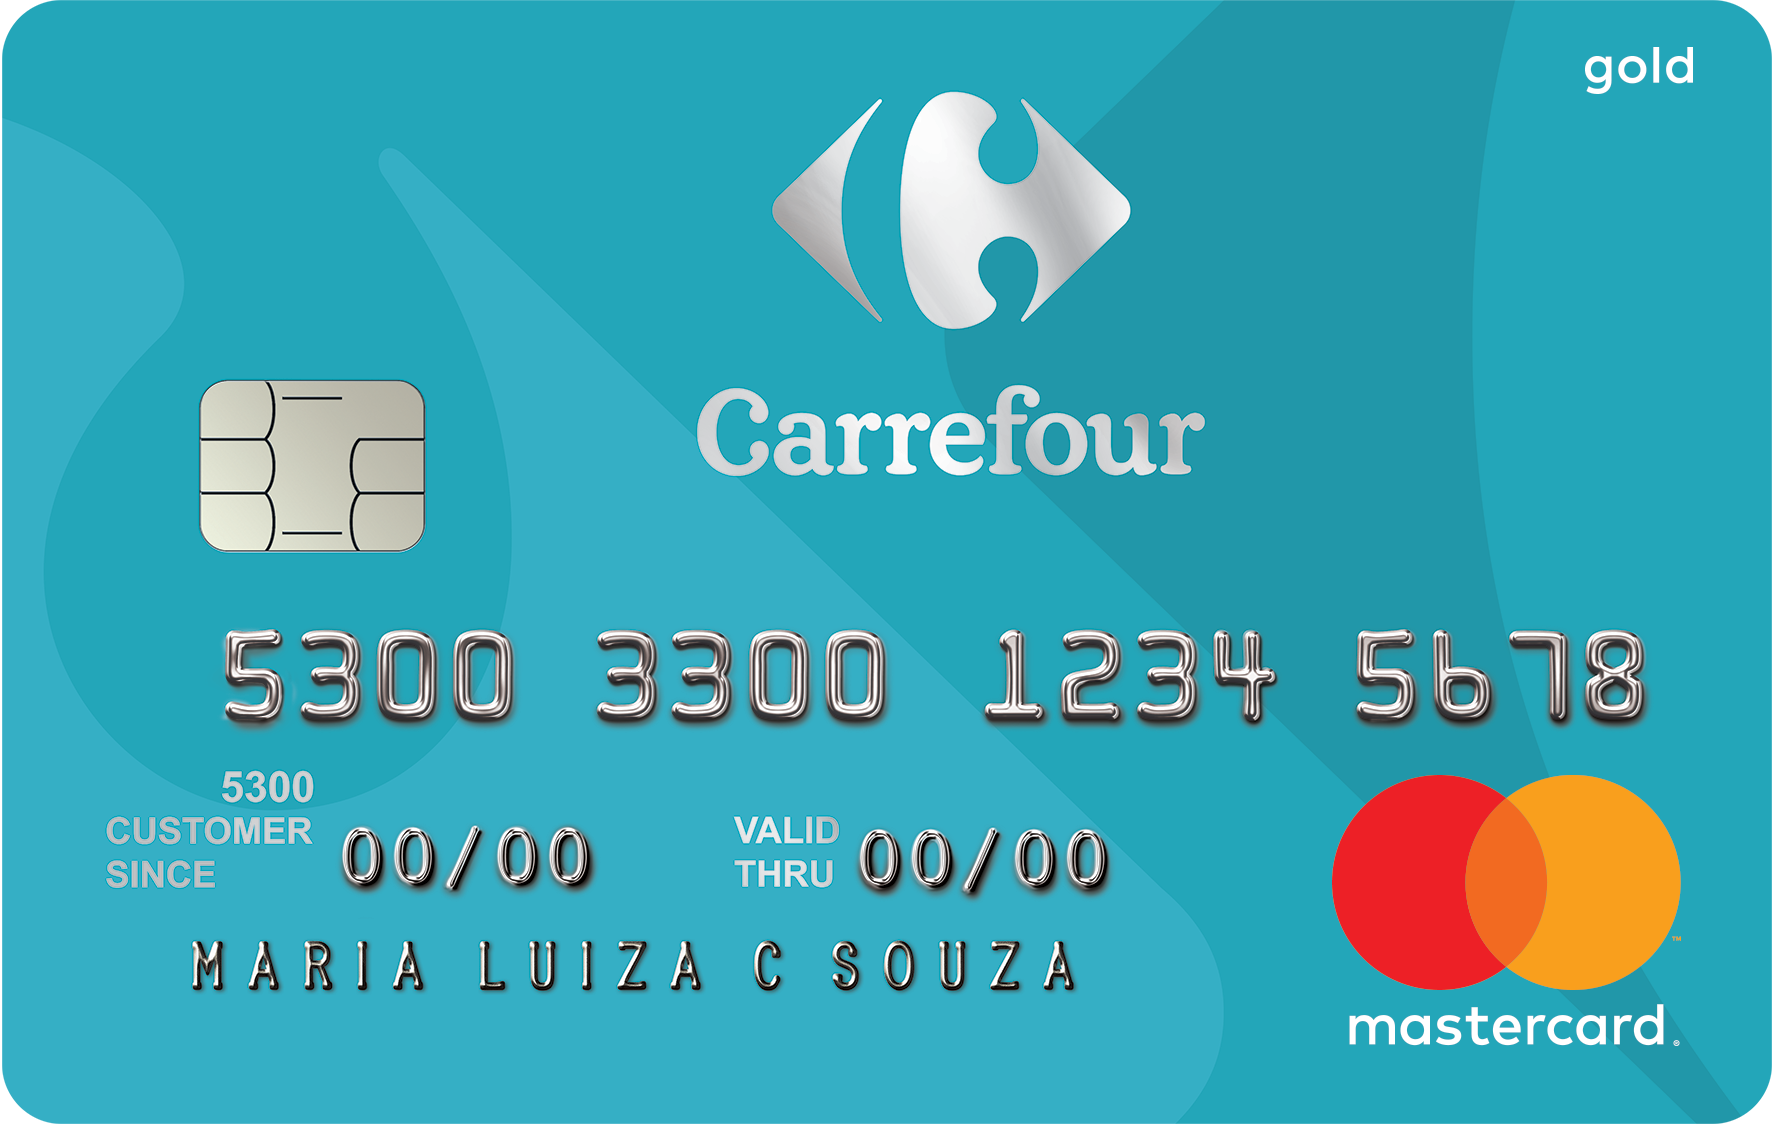 gold
Carrefour
5300 3300 1234 5678
5300
CUSTOMER SINCE 00/00 VALID THRU 00/00
MARIA LUIZA C SOUZA
mastercard